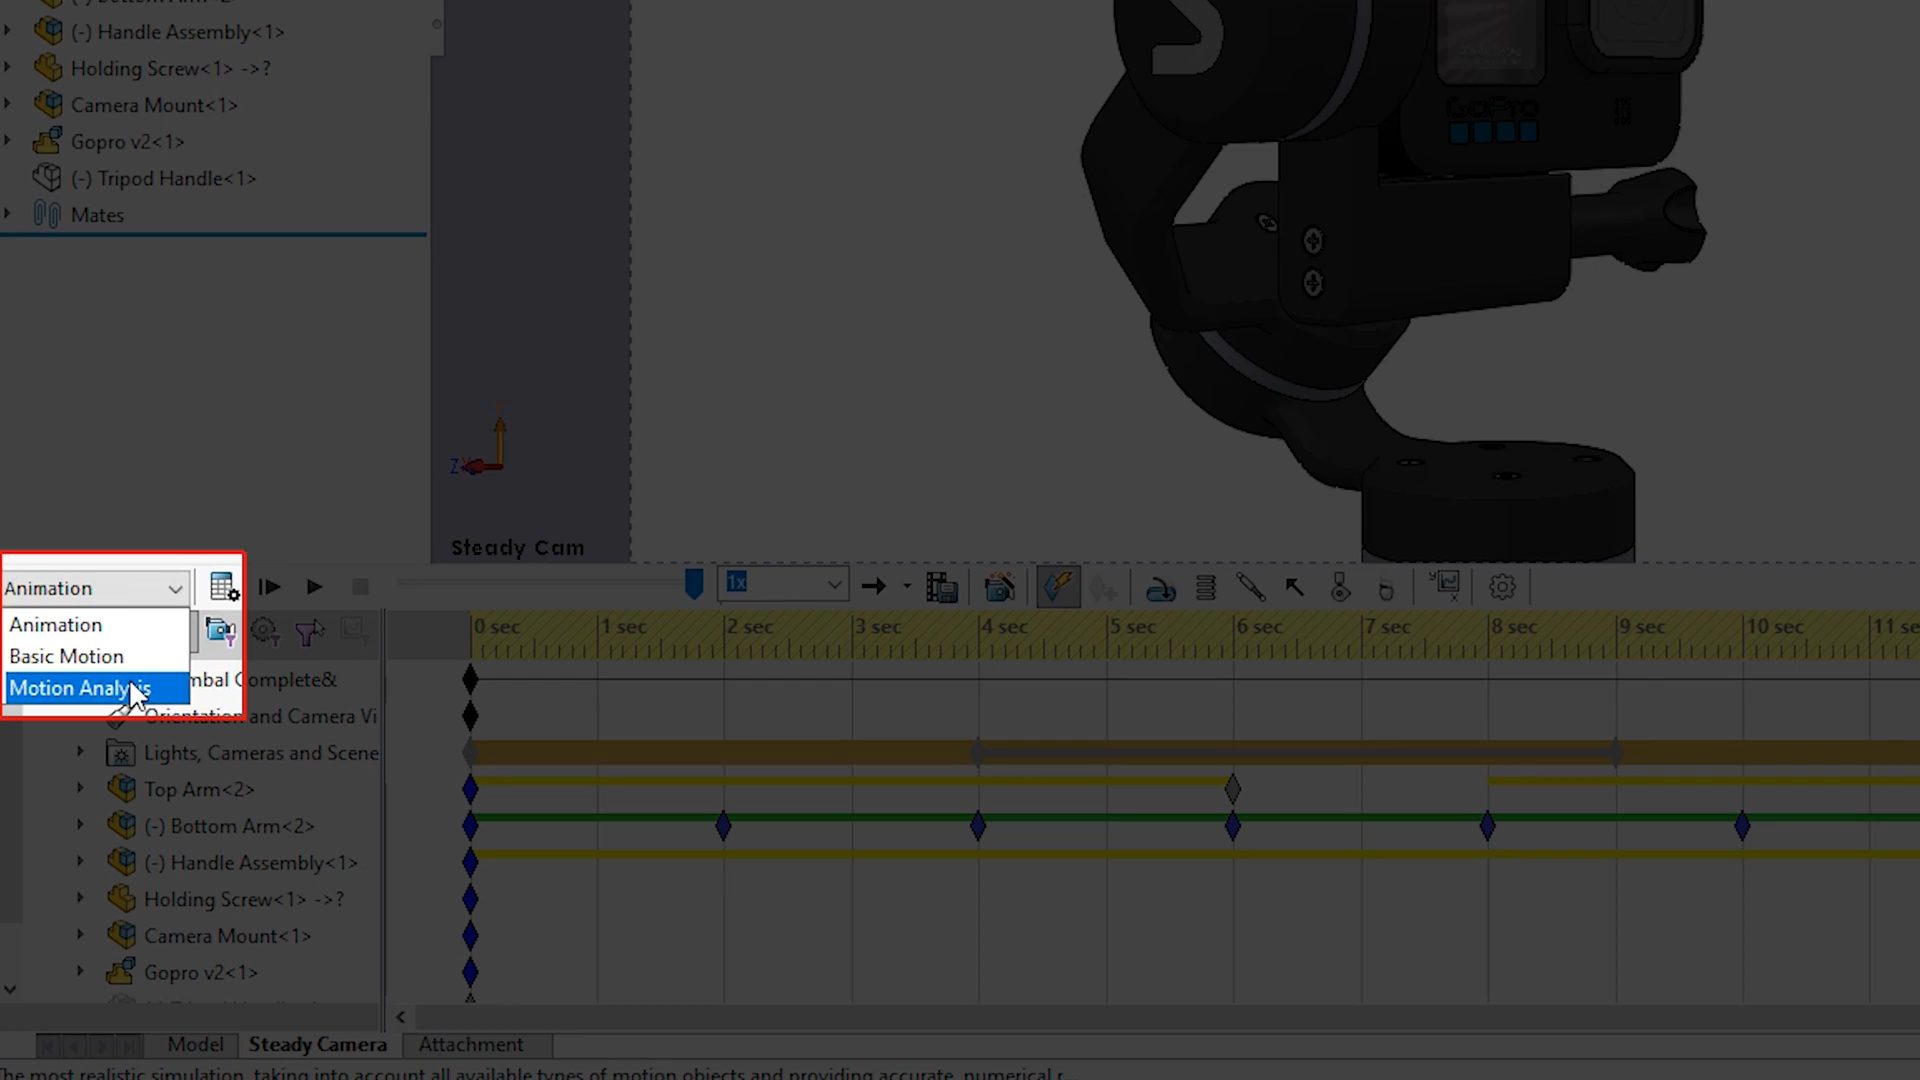 (-) Handle Assembly<1>
Holding Screw<1> ->?
Camera Mount<1>
Gopro v2<1>
(-) Tripod Handle<1>
Mates
GoPro
Z
Steady Cam
Animation
1x
Animation
Basic Motion
Motion Analysis
0 sec
1 sec
2 sec
3 sec
4 sec
5 sec
6 sec
7 sec
8 sec
9 sec
10 sec
11 se
mbal Complete&
Orientation and Camera Vi
Lights, Cameras and Scene
Top Arm<2>
(-) Bottom Arm<2>
(-) Handle Assembly<1>
Holding Screw<1> ->?
Camera Mount<1>
Gopro v2<1>
Model
Steady Camera
Attachment
The most realistic simulation, taking into account all available types of motion objects and providing accurate, numerical r